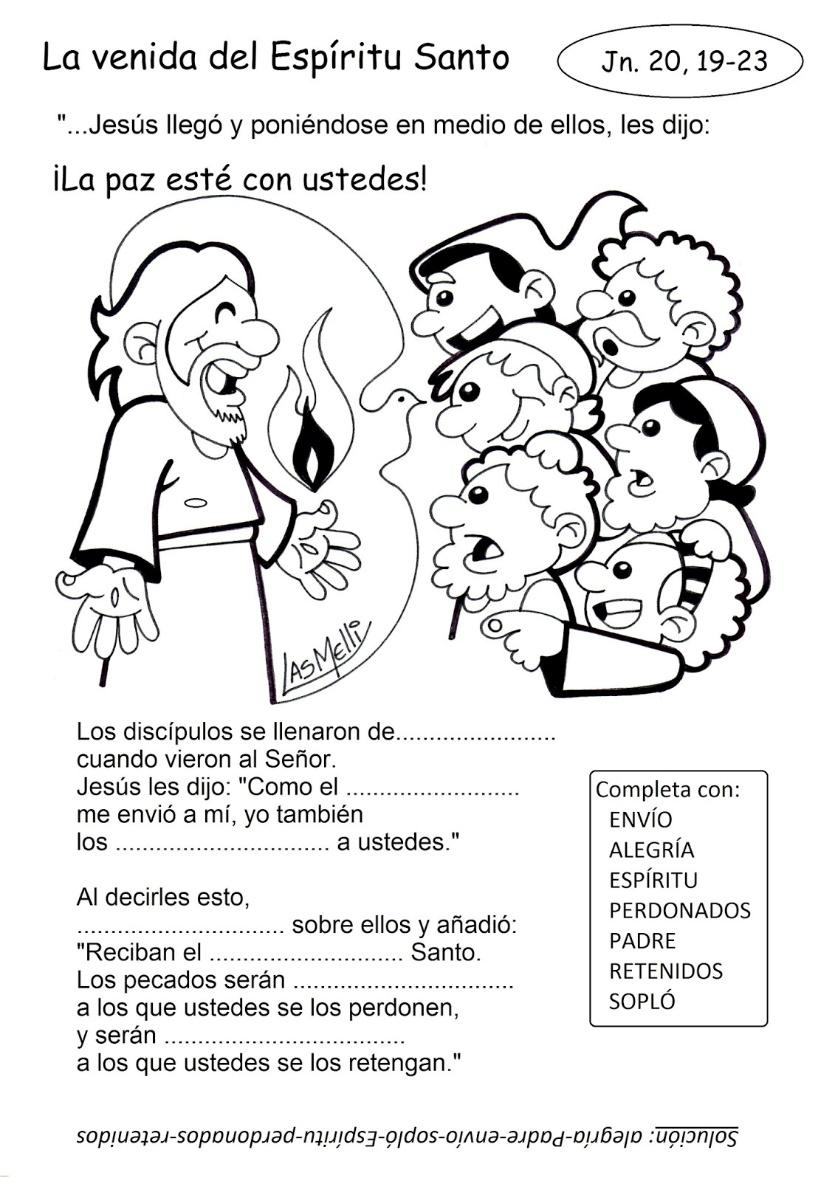 La venida del Espíritu Santo
Jn. 20, 19-23
"...Jesús llegó y poniéndose en medio de ellos, les dijo:
¡La paz esté con ustedes!
LASMElli
Los discípulos se llenaron de........................
cuando vieron al Señor.
Jesús les dijo: "Como el ..........................
me envió a mí, yo también
los ................................ a ustedes."
Al decirles esto,
............................... sobre ellos y añadió:
"Reciban el ............................. Santo.
Los pecados serán .................................
a los que ustedes se los perdonen,
y serán ....................................
a los que ustedes se los retengan."
Completa con:
ENVÍO
ALEGRÍA
ESPÍRITU
PERDONADOS
PADRE
RETENIDOS
SOPLÓ
Solución: alegría-Padre-envío-sopló-Espíritu-perdonados-retenidos